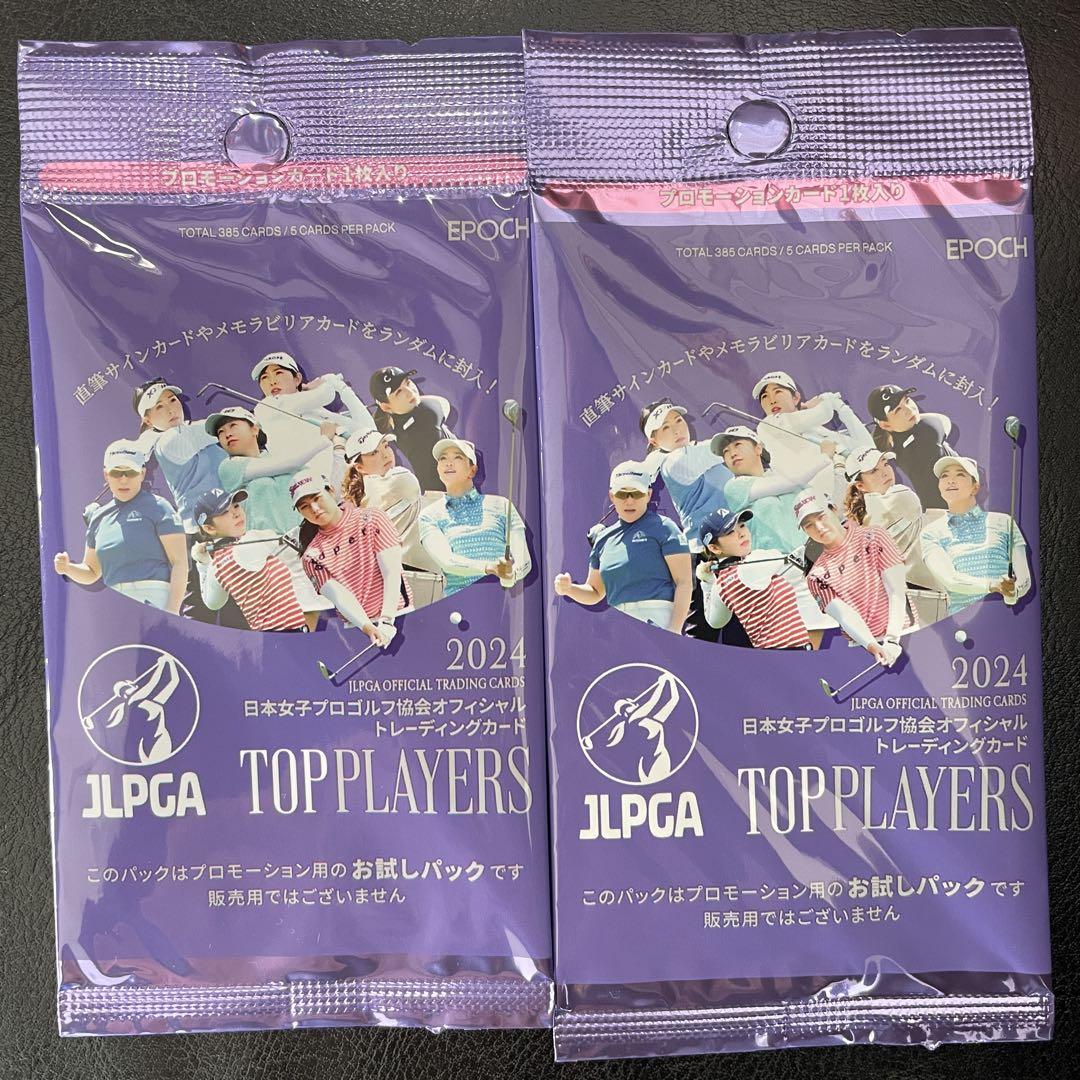 プロモーションカード1枚入り
TOTAL 385 CARDS / 5 CARDS PER PACK
EPOCH
直筆サインカードやメモラビリアカードをランダムに封入！
2024
JLPGA OFFICIAL TRADING CARDS
日本女子プロゴルフ協会オフィシャル
トレーディングカード
JLPGA
TOP PLAYERS
このパックはプロモーション用のお試しパックです
販売用ではございません
プロモーションカード1枚入り
TOTAL 385 CARDS / 5 CARDS PER PACK
EPOCH
直筆サインカードやメモラビリアカードをランダムに封入！
2024
JLPGA OFFICIAL TRADING CARDS
日本女子プロゴルフ協会オフィシャル
トレーディングカード
JLPGA
TOP PLAYERS
このパックはプロモーション用のお試しパックです
販売用ではございません